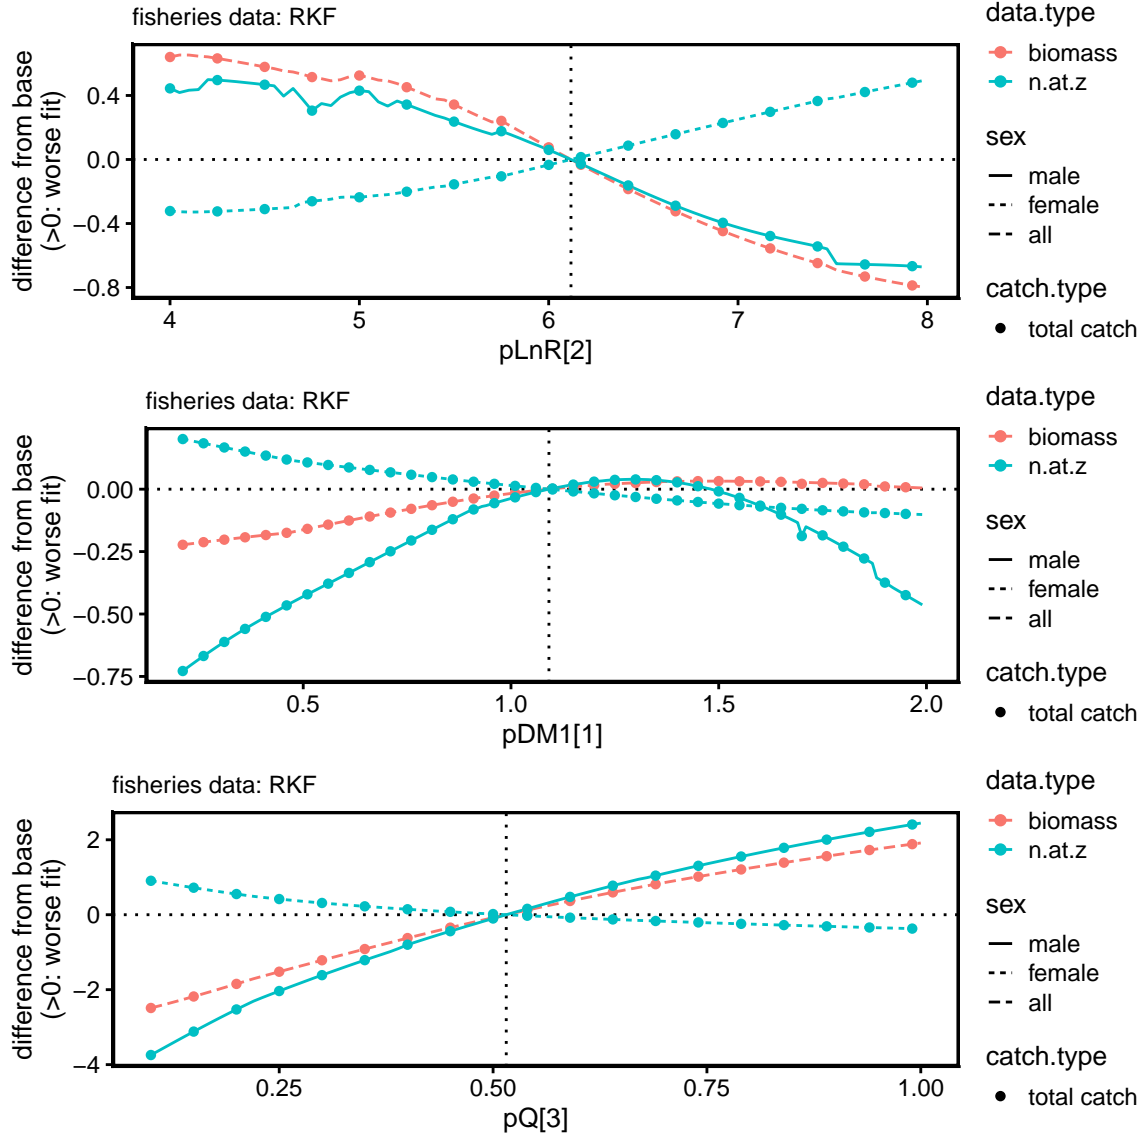 fisheries data: RKF
difference from base
(>0: worse fit)
0.4
0.0
−0.4
−0.8
4
5
6
7
8
pLnR[2]
data.type
biomass
n.at.z
sex
male
female
all
catch.type
total catch
fisheries data: RKF
difference from base
(>0: worse fit)
0.00
−0.25
−0.50
−0.75
0.5
1.0
1.5
2.0
pDM1[1]
data.type
biomass
n.at.z
sex
male
female
all
catch.type
total catch
fisheries data: RKF
difference from base
(>0: worse fit)
2
0
−2
−4
0.25
0.50
0.75
1.00
pQ[3]
data.type
biomass
n.at.z
sex
male
female
all
catch.type
total catch